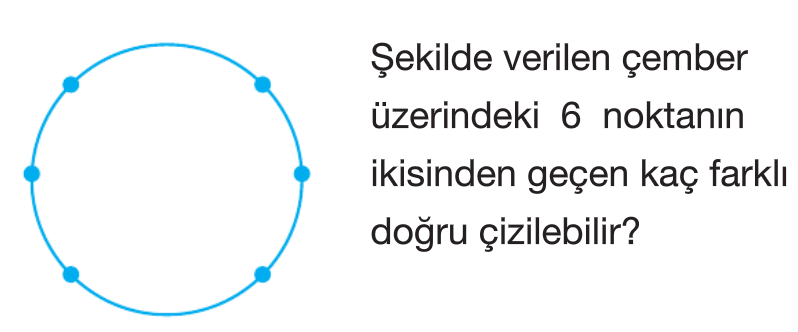 Şekilde verilen çember
üzerindeki 6 noktanın
ikisinden geçen kaç farklı
doğru çizilebilir?